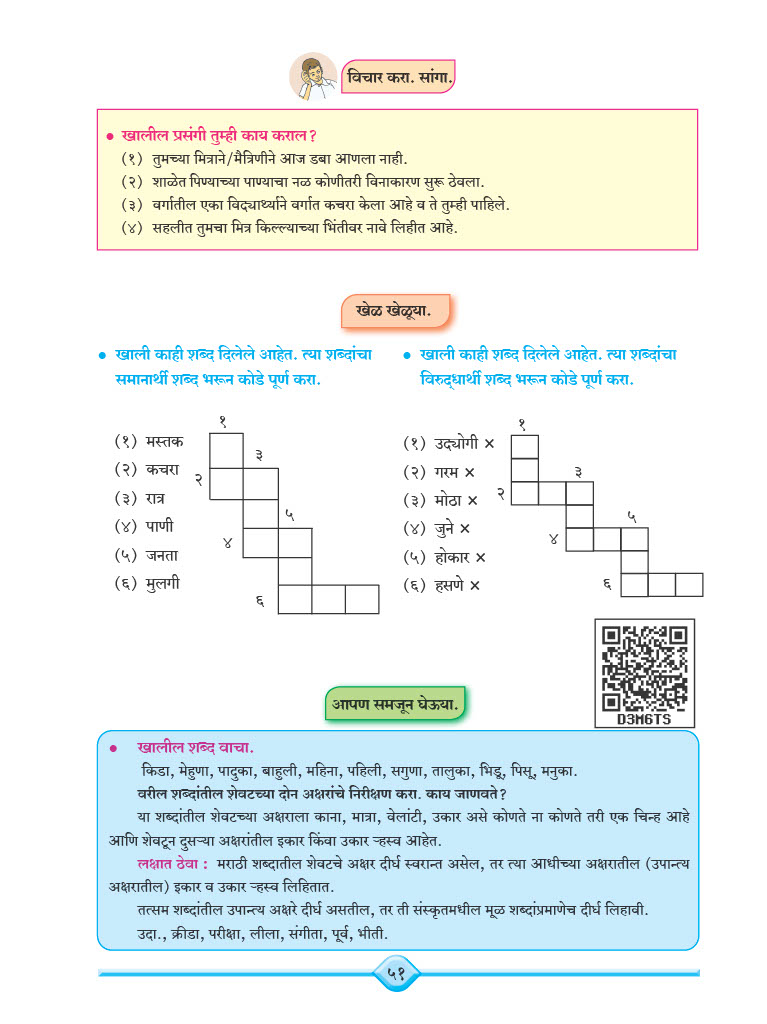 विचार करा. सांगा.
● खालील प्रसंगी तुम्ही काय कराल?
(१) तुमच्या मित्राने/मैत्रिणीने आज डबा आणला नाही.
(२) शाळेत पिण्याच्या पाण्याचा नळ कोणीतरी विनाकारण सुरू ठेवला.
(३) वर्गातील एका विद्यार्थ्याने वर्गात कचरा केला आहे व ते तुम्ही पाहिले.
(४) सहलीत तुमचा मित्र किल्ल्याच्या भिंतीवर नावे लिहीत आहे.
खेळ खेळूया.
● खाली काही शब्द दिलेले आहेत. त्या शब्दांचा
समानार्थी शब्द भरून कोडे पूर्ण करा.
(१) मस्तक
(२) कचरा
(३) रात्र
(४) पाणी
(५) जनता
(६) मुलगी
१
३
२
५
४
६
● खाली काही शब्द दिलेले आहेत. त्या शब्दांचा
विरुद्धार्थी शब्द भरून कोडे पूर्ण करा.
(१) उद्योगी ×
(२) गरम ×
(३) मोठा ×
(४) जुने ×
(५) होकार ×
(६) हसणे ×
१
३
२
५
४
६
D3M6TS
आपण समजून घेऊया.
● खालील शब्द वाचा.
किडा, मेहुणा, पादुका, बाहुली, महिना, पहिली, सगुणा, तालुका, भिडू, पिसू, मनुका.
वरील शब्दांतील शेवटच्या दोन अक्षरांचे निरीक्षण करा. काय जाणवते?
या शब्दांतील शेवटच्या अक्षराला काना, मात्रा, वेलांटी, उकार असे कोणते ना कोणते तरी एक चिन्ह आहे
आणि शेवटून दुसऱ्या अक्षरांतील इकार किंवा उकार ऱ्हस्व आहेत.
लक्षात ठेवा : मराठी शब्दातील शेवटचे अक्षर दीर्घ स्वरान्त असेल, तर त्या आधीच्या अक्षरातील (उपान्त्य
अक्षरातील) इकार व उकार ऱ्हस्व लिहितात.
तत्सम शब्दांतील उपान्त्य अक्षरे दीर्घ असतील, तर ती संस्कृतमधील मूळ शब्दांप्रमाणेच दीर्घ लिहावी.
उदा., क्रीडा, परीक्षा, लीला, संगीता, पूर्व, भीती.
५१